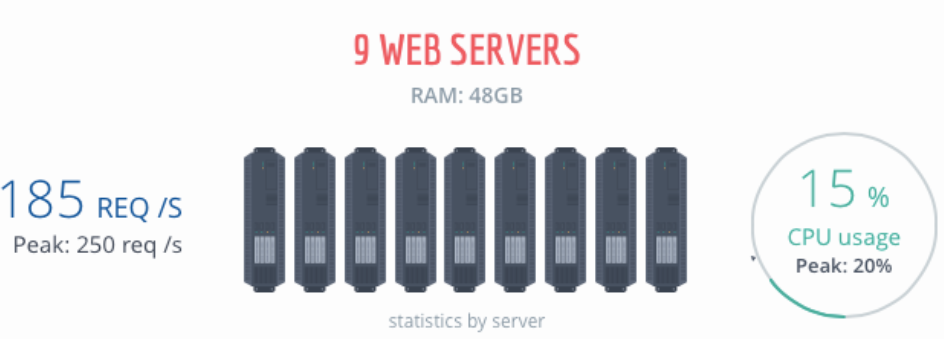 9 WEB SERVERS
RAM: 48GB
185 REQ /S
Peak: 250 req /s
15 %
CPU usage
Peak: 20%
statistics by server